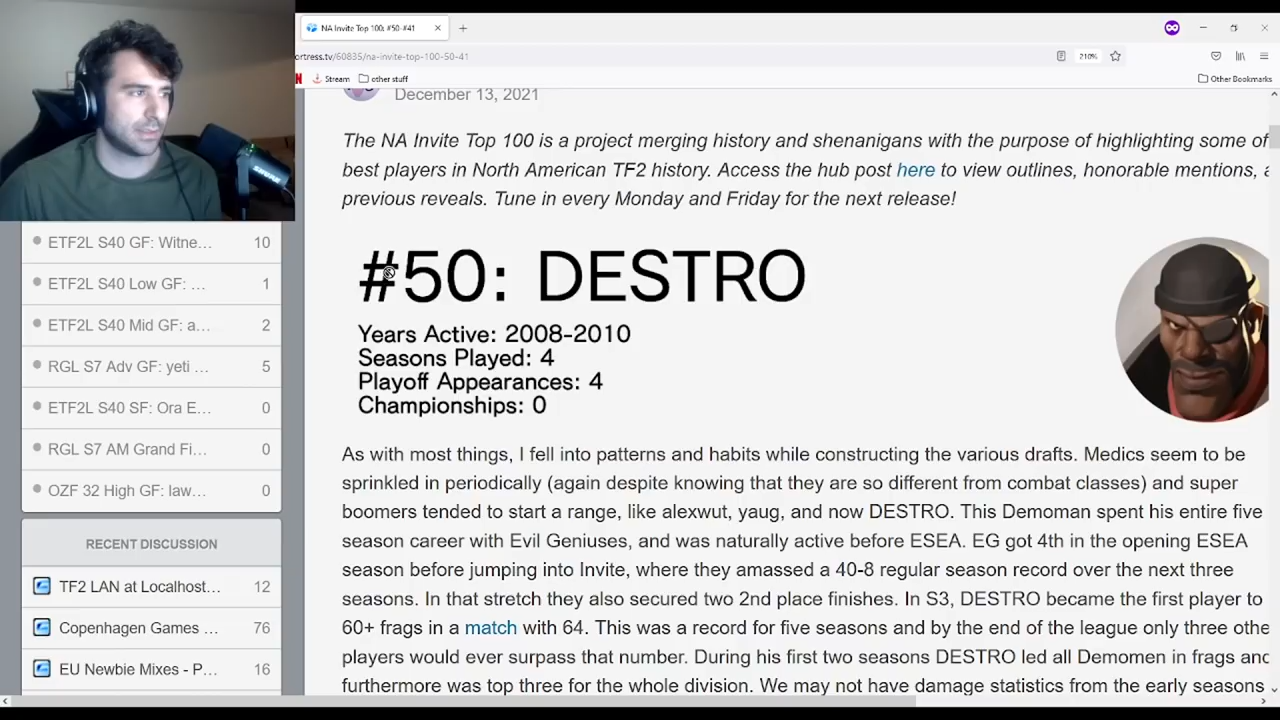 NA Invite Top 100: #50-#41
ortress.tv/60835/na-invite-top-100-50-41
210%
Stream
other stuff
Other Bookmarks
December 13, 2021
The NA Invite Top 100 is a project merging history and shenanigans with the purpose of highlighting some of
best players in North American TF2 history. Access the hub post here to view outlines, honorable mentions, a
previous reveals. Tune in every Monday and Friday for the next release!
#50: DESTRO
Years Active: 2008-2010
Seasons Played: 4
Playoff Appearances: 4
Championships: 0
As with most things, I fell into patterns and habits while constructing the various drafts. Medics seem to be
sprinkled in periodically (again despite knowing that they are so different from combat classes) and super
boomers tended to start a range, like alexwut, yaug, and now DESTRO. This Demoman spent his entire five
season career with Evil Geniuses, and was naturally active before ESEA. EG got 4th in the opening ESEA
season before jumping into Invite, where they amassed a 40-8 regular season record over the next three
seasons. In that stretch they also secured two 2nd place finishes. In S3, DESTRO became the first player to
60+ frags in a match with 64. This was a record for five seasons and by the end of the league only three othe
players would ever surpass that number. During his first two seasons DESTRO led all Demomen in frags and
furthermore was top three for the whole division. We may not have damage statistics from the early seasons
ETF2L S40 GF: Witne... 10
ETF2L S40 Low GF: ... 1
ETF2L S40 Mid GF: a... 2
RGL S7 Adv GF: yeti ... 5
ETF2L S40 SF: Ora E... 0
RGL S7 AM Grand Fi... 0
OZF 32 High GF: law... 0
RECENT DISCUSSION
TF2 LAN at Localhost... 12
Copenhagen Games ... 76
EU Newbie Mixes - P... 16
SHURE